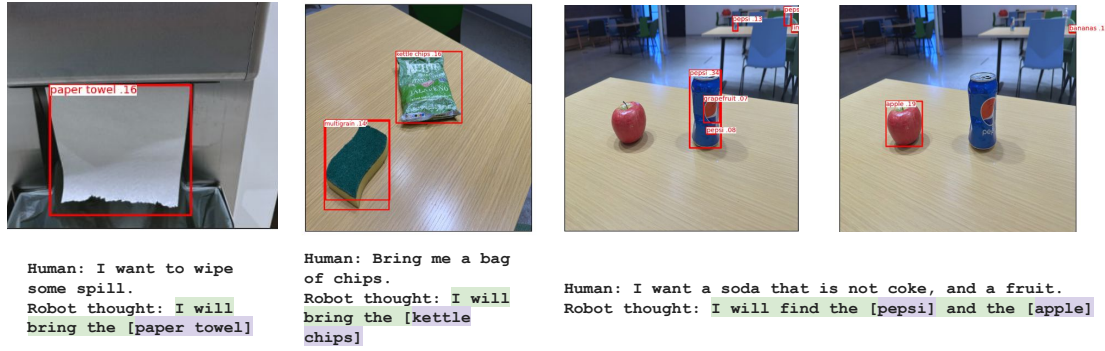 paper towel .16
kettle chips .16
multigrain .14
JALAPEÑO
pepsi .13
pepsi .34
grapefruit .07
pepsi .08
bananas .1
apple .19
Human: I want to wipe
some spill.
Robot thought: I will
bring the [paper towel]
Human: Bring me a bag
of chips.
Robot thought: I will
bring the [kettle
chips]
Human: I want a soda that is not coke, and a fruit.
Robot thought: I will find the [pepsi] and the [apple]